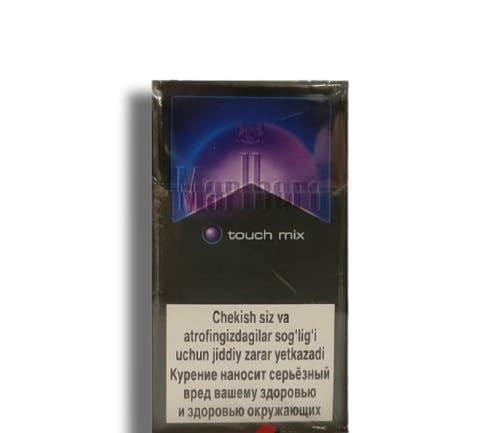 Marlboro
touch mix
Chekish siz va
atrofingizdagilar sog'lig'i
uchun jiddiy zarar yetkazadi
Курение наносит серьёзный
вред вашему здоровью
и здоровью окружающих